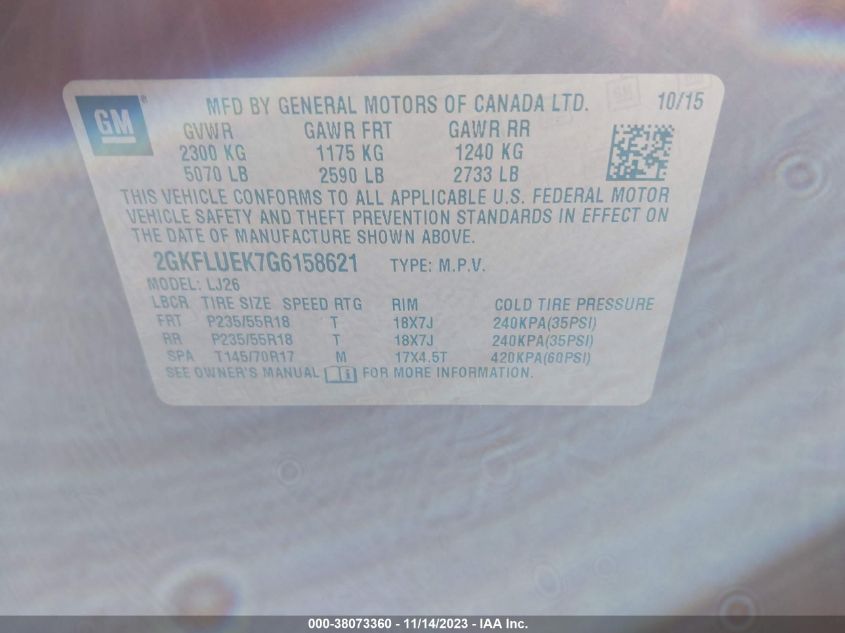 GM ® MFD BY GENERAL MOTORS OF CANADA LTD. 10/15
GVWR GAWR FRT GAWR RR
2300 KG 1175 KG 1240 KG
5070 LB 2590 LB 2733 LB
THIS VEHICLE CONFORMS TO ALL APPLICABLE U.S. FEDERAL MOTOR
VEHICLE SAFETY AND THEFT PREVENTION STANDARDS IN EFFECT ON
THE DATE OF MANUFACTURE SHOWN ABOVE.
2GKFLUEK7G6158621 TYPE: M.P.V.
MODEL: LJ26
LBCR TIRE SIZE SPEED RTG RIM COLD TIRE PRESSURE
FRT P235/55R18 T 18X7J 240KPA(35PSI)
RR P235/55R18 T 18X7J 240KPA(35PSI)
SPA T145/70R17 M 17X4.5T 420KPA(60PSI)
SEE OWNER'S MANUAL FOR MORE INFORMATION.
000-38073360 - 11/14/2023 - IAA Inc.